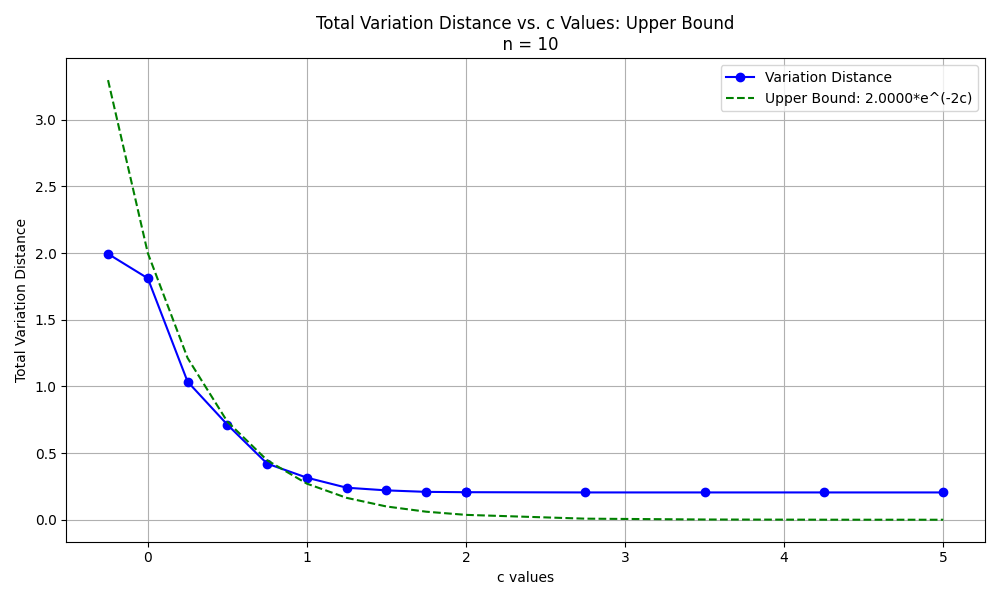 Total Variation Distance vs. c Values: Upper Bound
n = 10
Variation Distance
Upper Bound: 2.0000*e^(-2c)
Total Variation Distance
3.0
2.5
2.0
1.5
1.0
0.5
0.0
0 1 2 3 4 5
c values